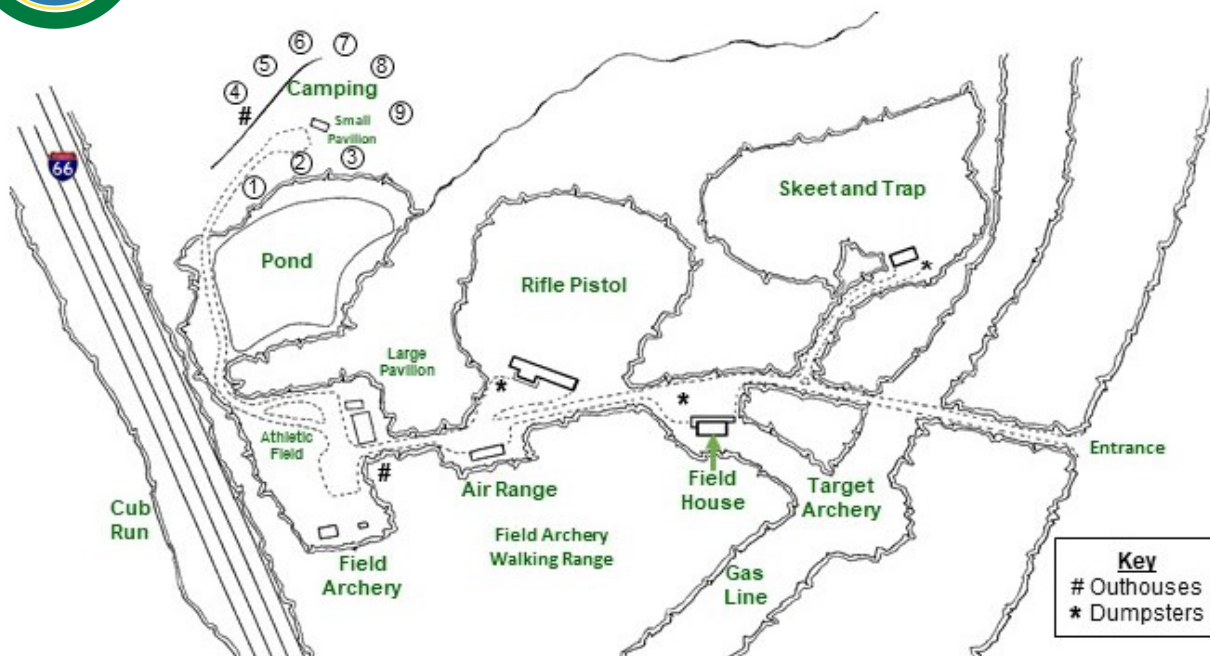 6
7
5
8
4
Camping
#
9
Small
Pavilion
3
2
1
66
Skeet and Trap
Pond
*
Rifle Pistol
Large
Pavilion
*
*
Athletic
Field
Entrance
#
Air Range
Field
House
Target
Archery
Cub
Run
Field Archery
Walking Range
Field
Archery
Gas
Line
Key
# Outhouses
* Dumpsters